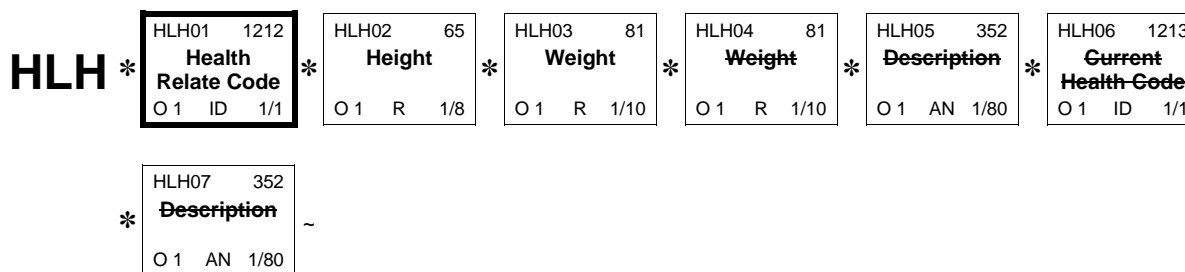 HLH01 1212 HLH02 65 HLH03 81 HLH04 81 HLH05 352 HLH06 1213
HLH * Health Relate Code * Height * Weight * Weight * Description * Current Health Code
O 1 ID 1/1 O 1 R 1/8 O 1 R 1/10 O 1 R 1/10 O 1 AN 1/80 O 1 ID 1/1
HLH07 352
* Description ~
O 1 AN 1/80